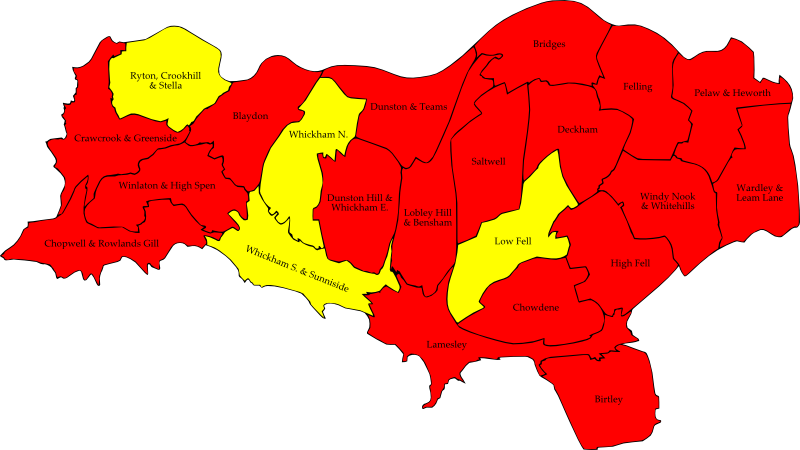 Bridges
Ryton, Crookhill
& Stella
Felling
Pelaw & Heworth
Dunston & Teams
Blaydon
Whickham N.
Deckham
Crawcrook & Greenside
Saltwell
Winlaton & High Spen
Dunston Hill &
Whickham E.
Windy Nook
& Whitehills
Wardley &
Leam Lane
Lobley Hill
& Bensham
Chopwell & Rowlands Gill
Low Fell
Whickham S. & Sunniside
High Fell
Chowdene
Lamesley
Birtley